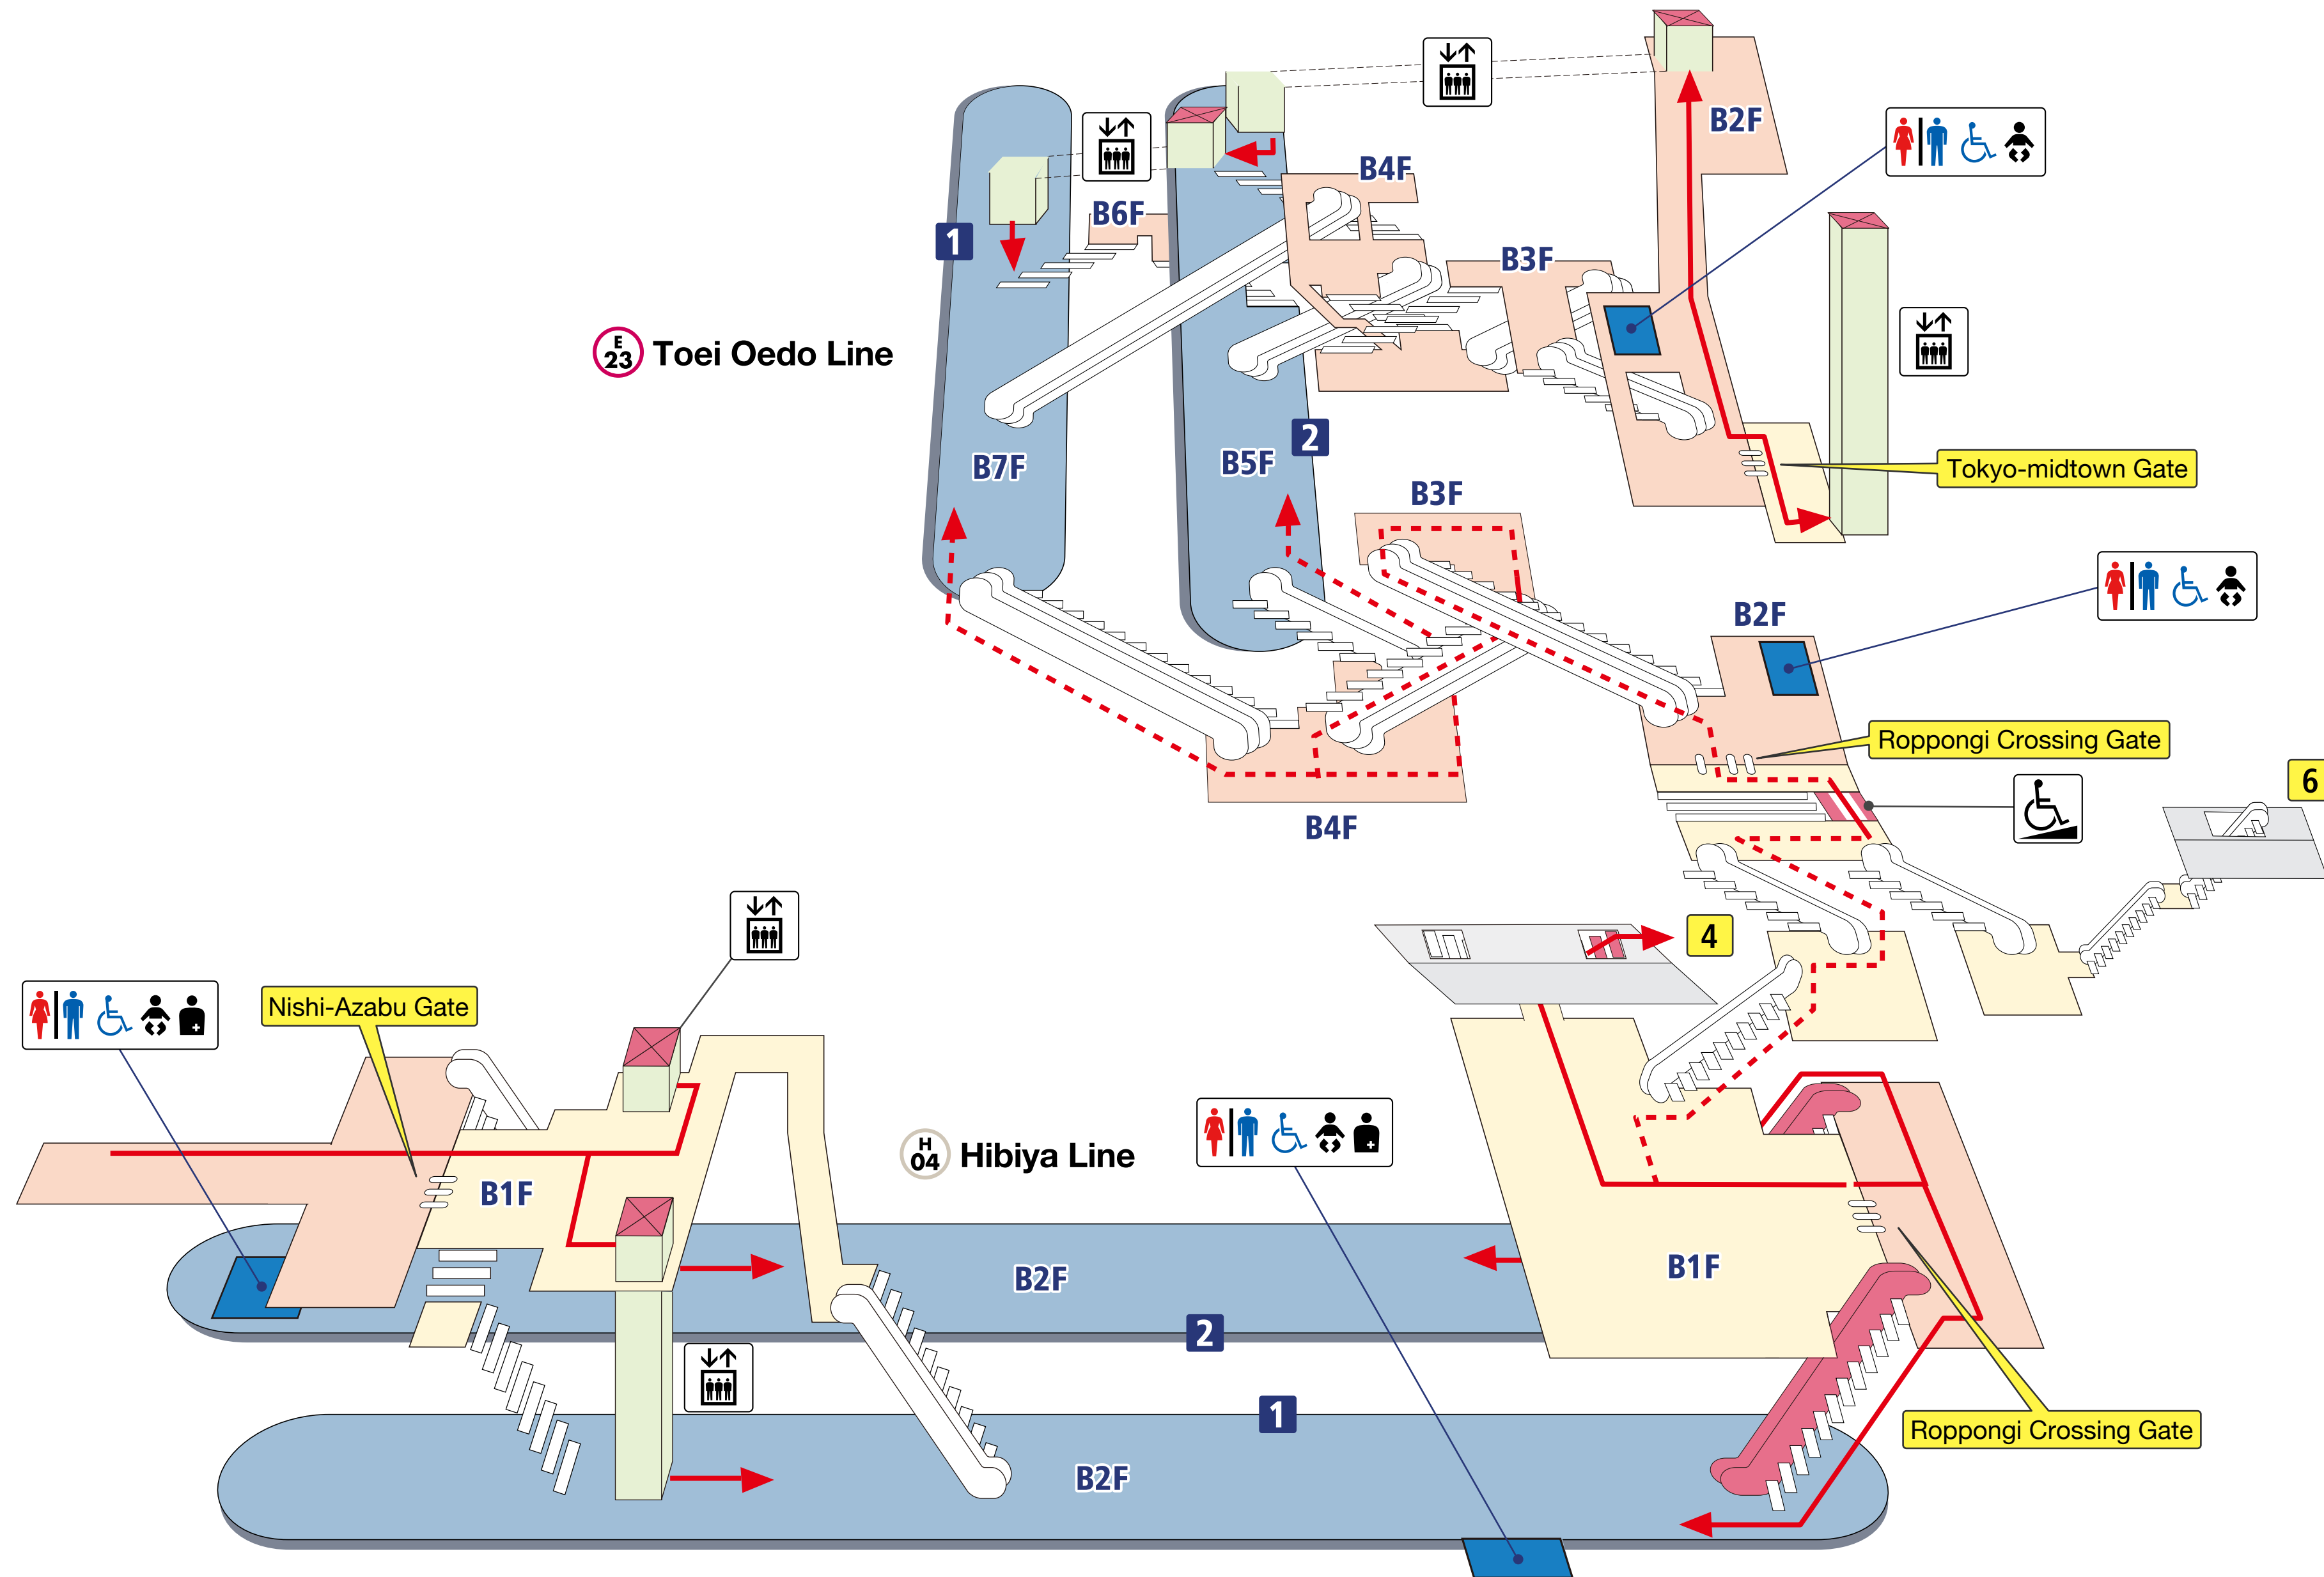 B2F
B4F
B6F
1
B3F
E
23
Toei Oedo Line
2
B7F
B5F
Tokyo-midtown Gate
B3F
B2F
Roppongi Crossing Gate
6
B4F
4
Nishi-Azabu Gate
H
04
Hibiya Line
B1F
B2F
B1F
2
1
Roppongi Crossing Gate
B2F